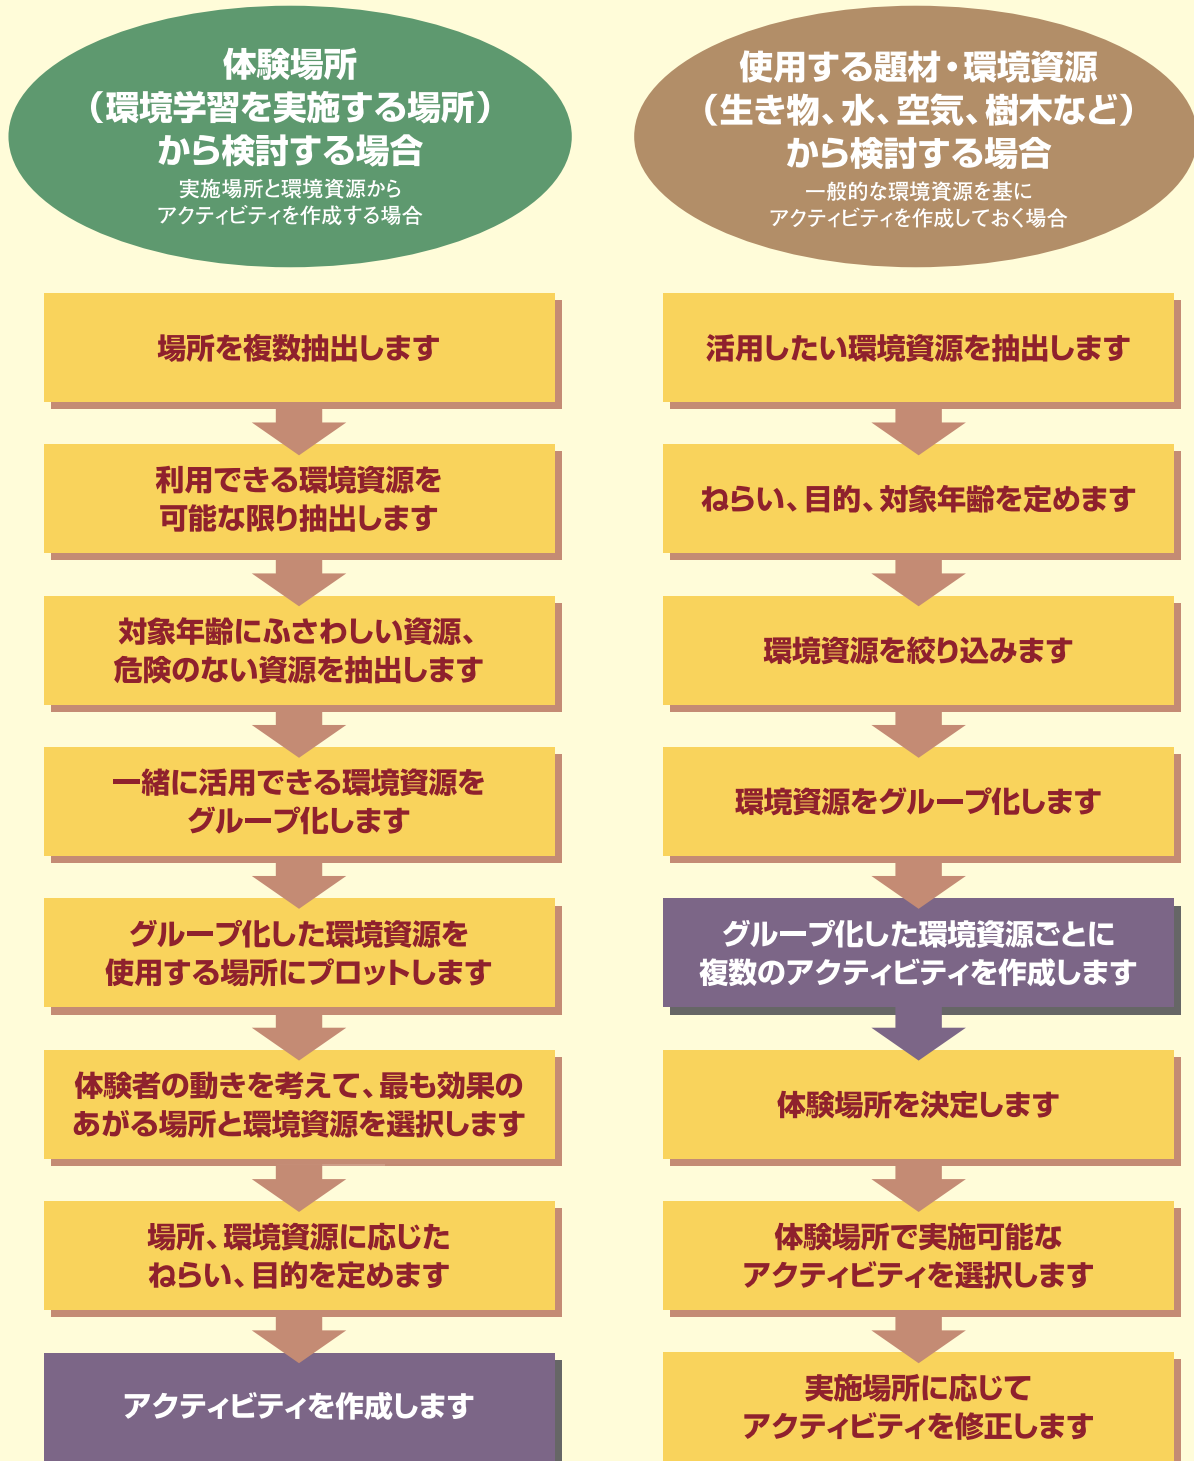 体験場所
（環境学習を実施する場所）
から検討する場合
実施場所と環境資源から
アクティビティを作成する場合
場所を複数抽出します
利用できる環境資源を
可能な限り抽出します
対象年齢にふさわしい資源、
危険のない資源を抽出します
一緒に活用できる環境資源を
グループ化します
グループ化した環境資源を
使用する場所にプロットします
体験者の動きを考えて、最も効果の
あがる場所と環境資源を選択します
場所、環境資源に応じた
ねらい、目的を定めます
アクティビティを作成します
使用する題材・環境資源
（生き物、水、空気、樹木など）
から検討する場合
一般的な環境資源を基に
アクティビティを作成しておく場合
活用したい環境資源を抽出します
ねらい、目的、対象年齢を定めます
環境資源を絞り込みます
環境資源をグループ化します
グループ化した環境資源ごとに
複数のアクティビティを作成します
体験場所を決定します
体験場所で実施可能な
アクティビティを選択します
実施場所に応じて
アクティビティを修正します